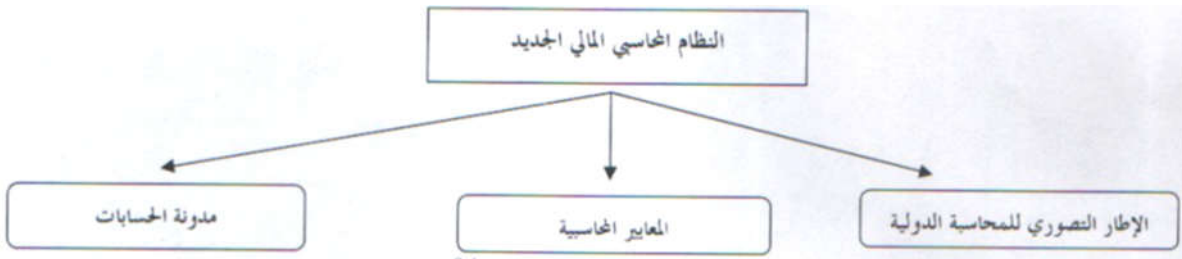 النظام المحاسبي المالي الجديد
الإطار التصوري للمحاسبة الدولية
المعايير المحاسبية
مدونة الحسابات